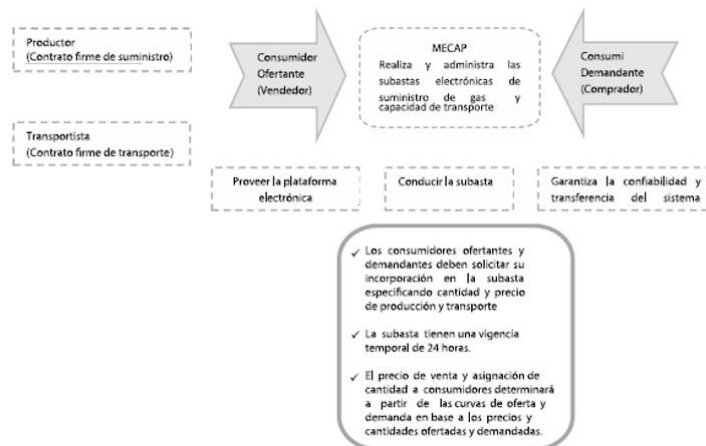 Productor
(Contrato firme de suministro)
Transportista
(Contrato firme de transporte)
Consumidor
Ofertante
(Vendedor)
MECAP
Realiza y administra las
subastas electrónicas de
suministro de gas y
capacidad de transporte
Consumi
Demandante
(Comprador)
Proveer la plataforma
electrónica
Conducir la subasta
Garantiza la confiabilidad y
transferencia del sistema
✓ Los consumidores ofertantes y
demandantes deben solicitar su
incorporación en la subasta
especificando cantidad y precio
de producción y transporte
✓ La subasta tienen una vigencia
temporal de 24 horas.
✓ El precio de venta y asignación de
cantidad a consumidores determinará
a partir de las curvas de oferta y
demanda en base a los precios y
cantidades ofertadas y demandadas.